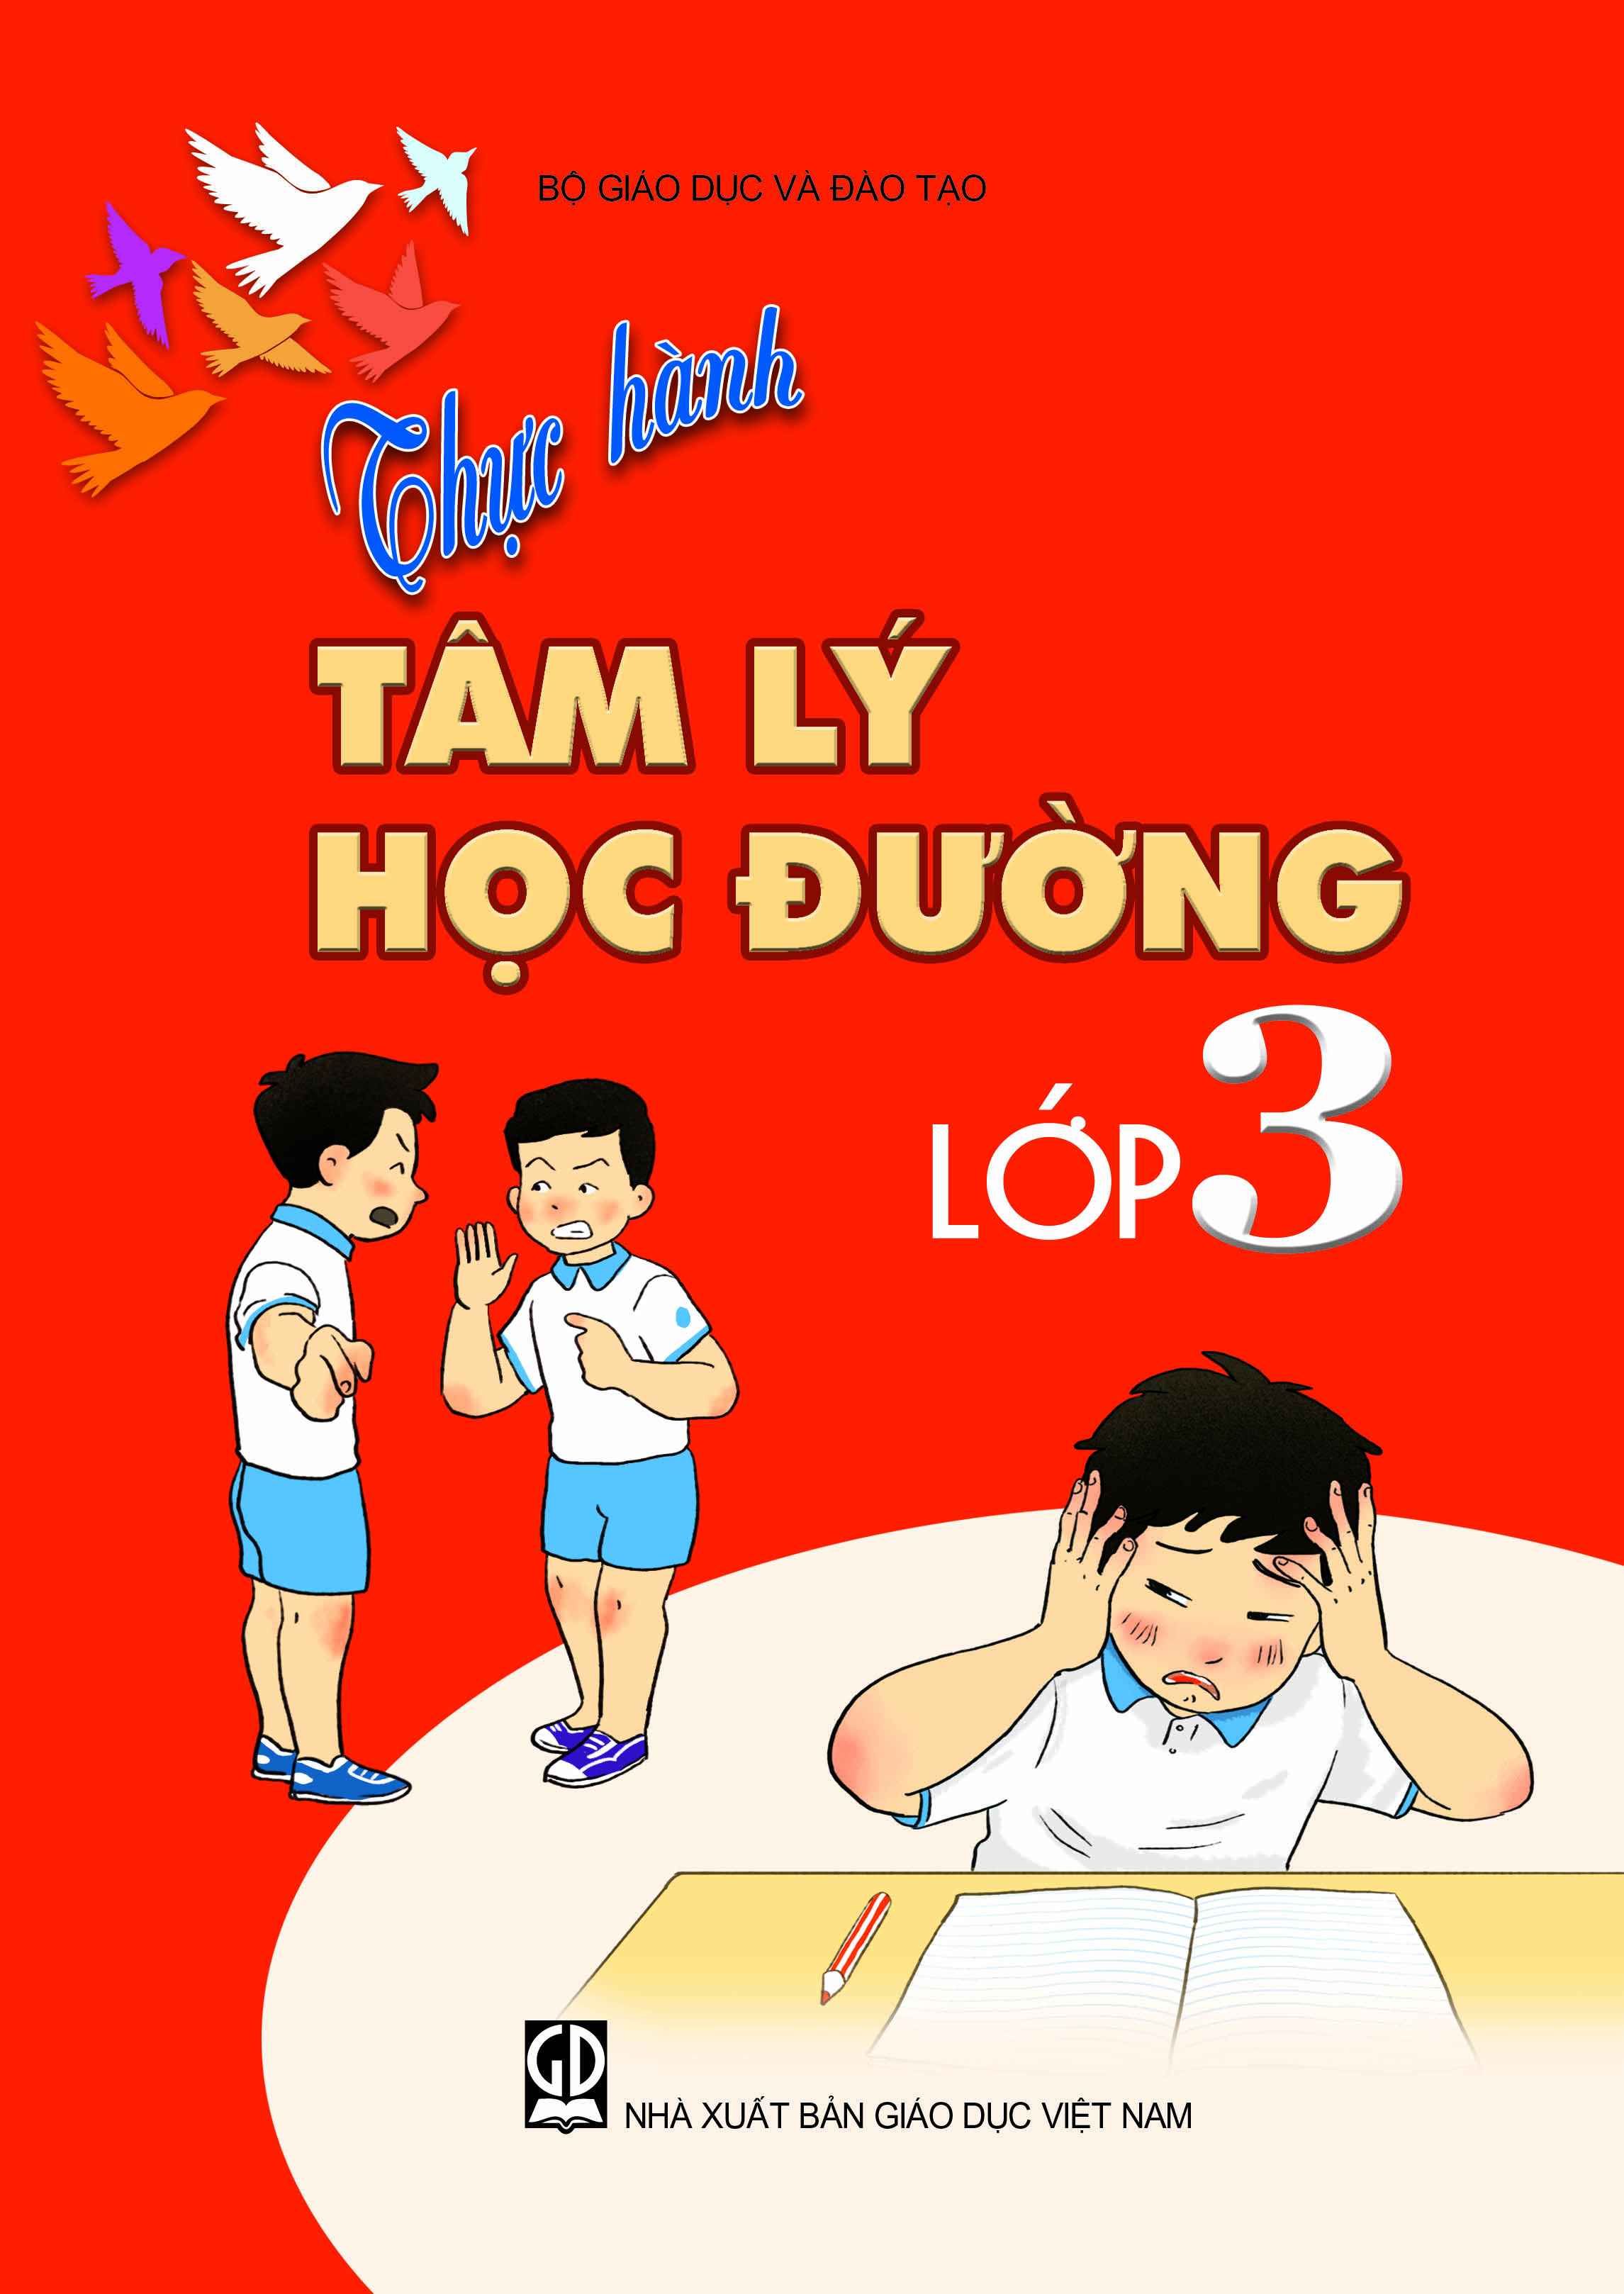 BỘ GIÁO DỤC VÀ ĐÀO TẠO
Thực hành
TÂM LÝ
HỌC ĐƯỜNG
LỚP 3
GD
NHÀ XUẤT BẢN GIÁO DỤC VIỆT NAM